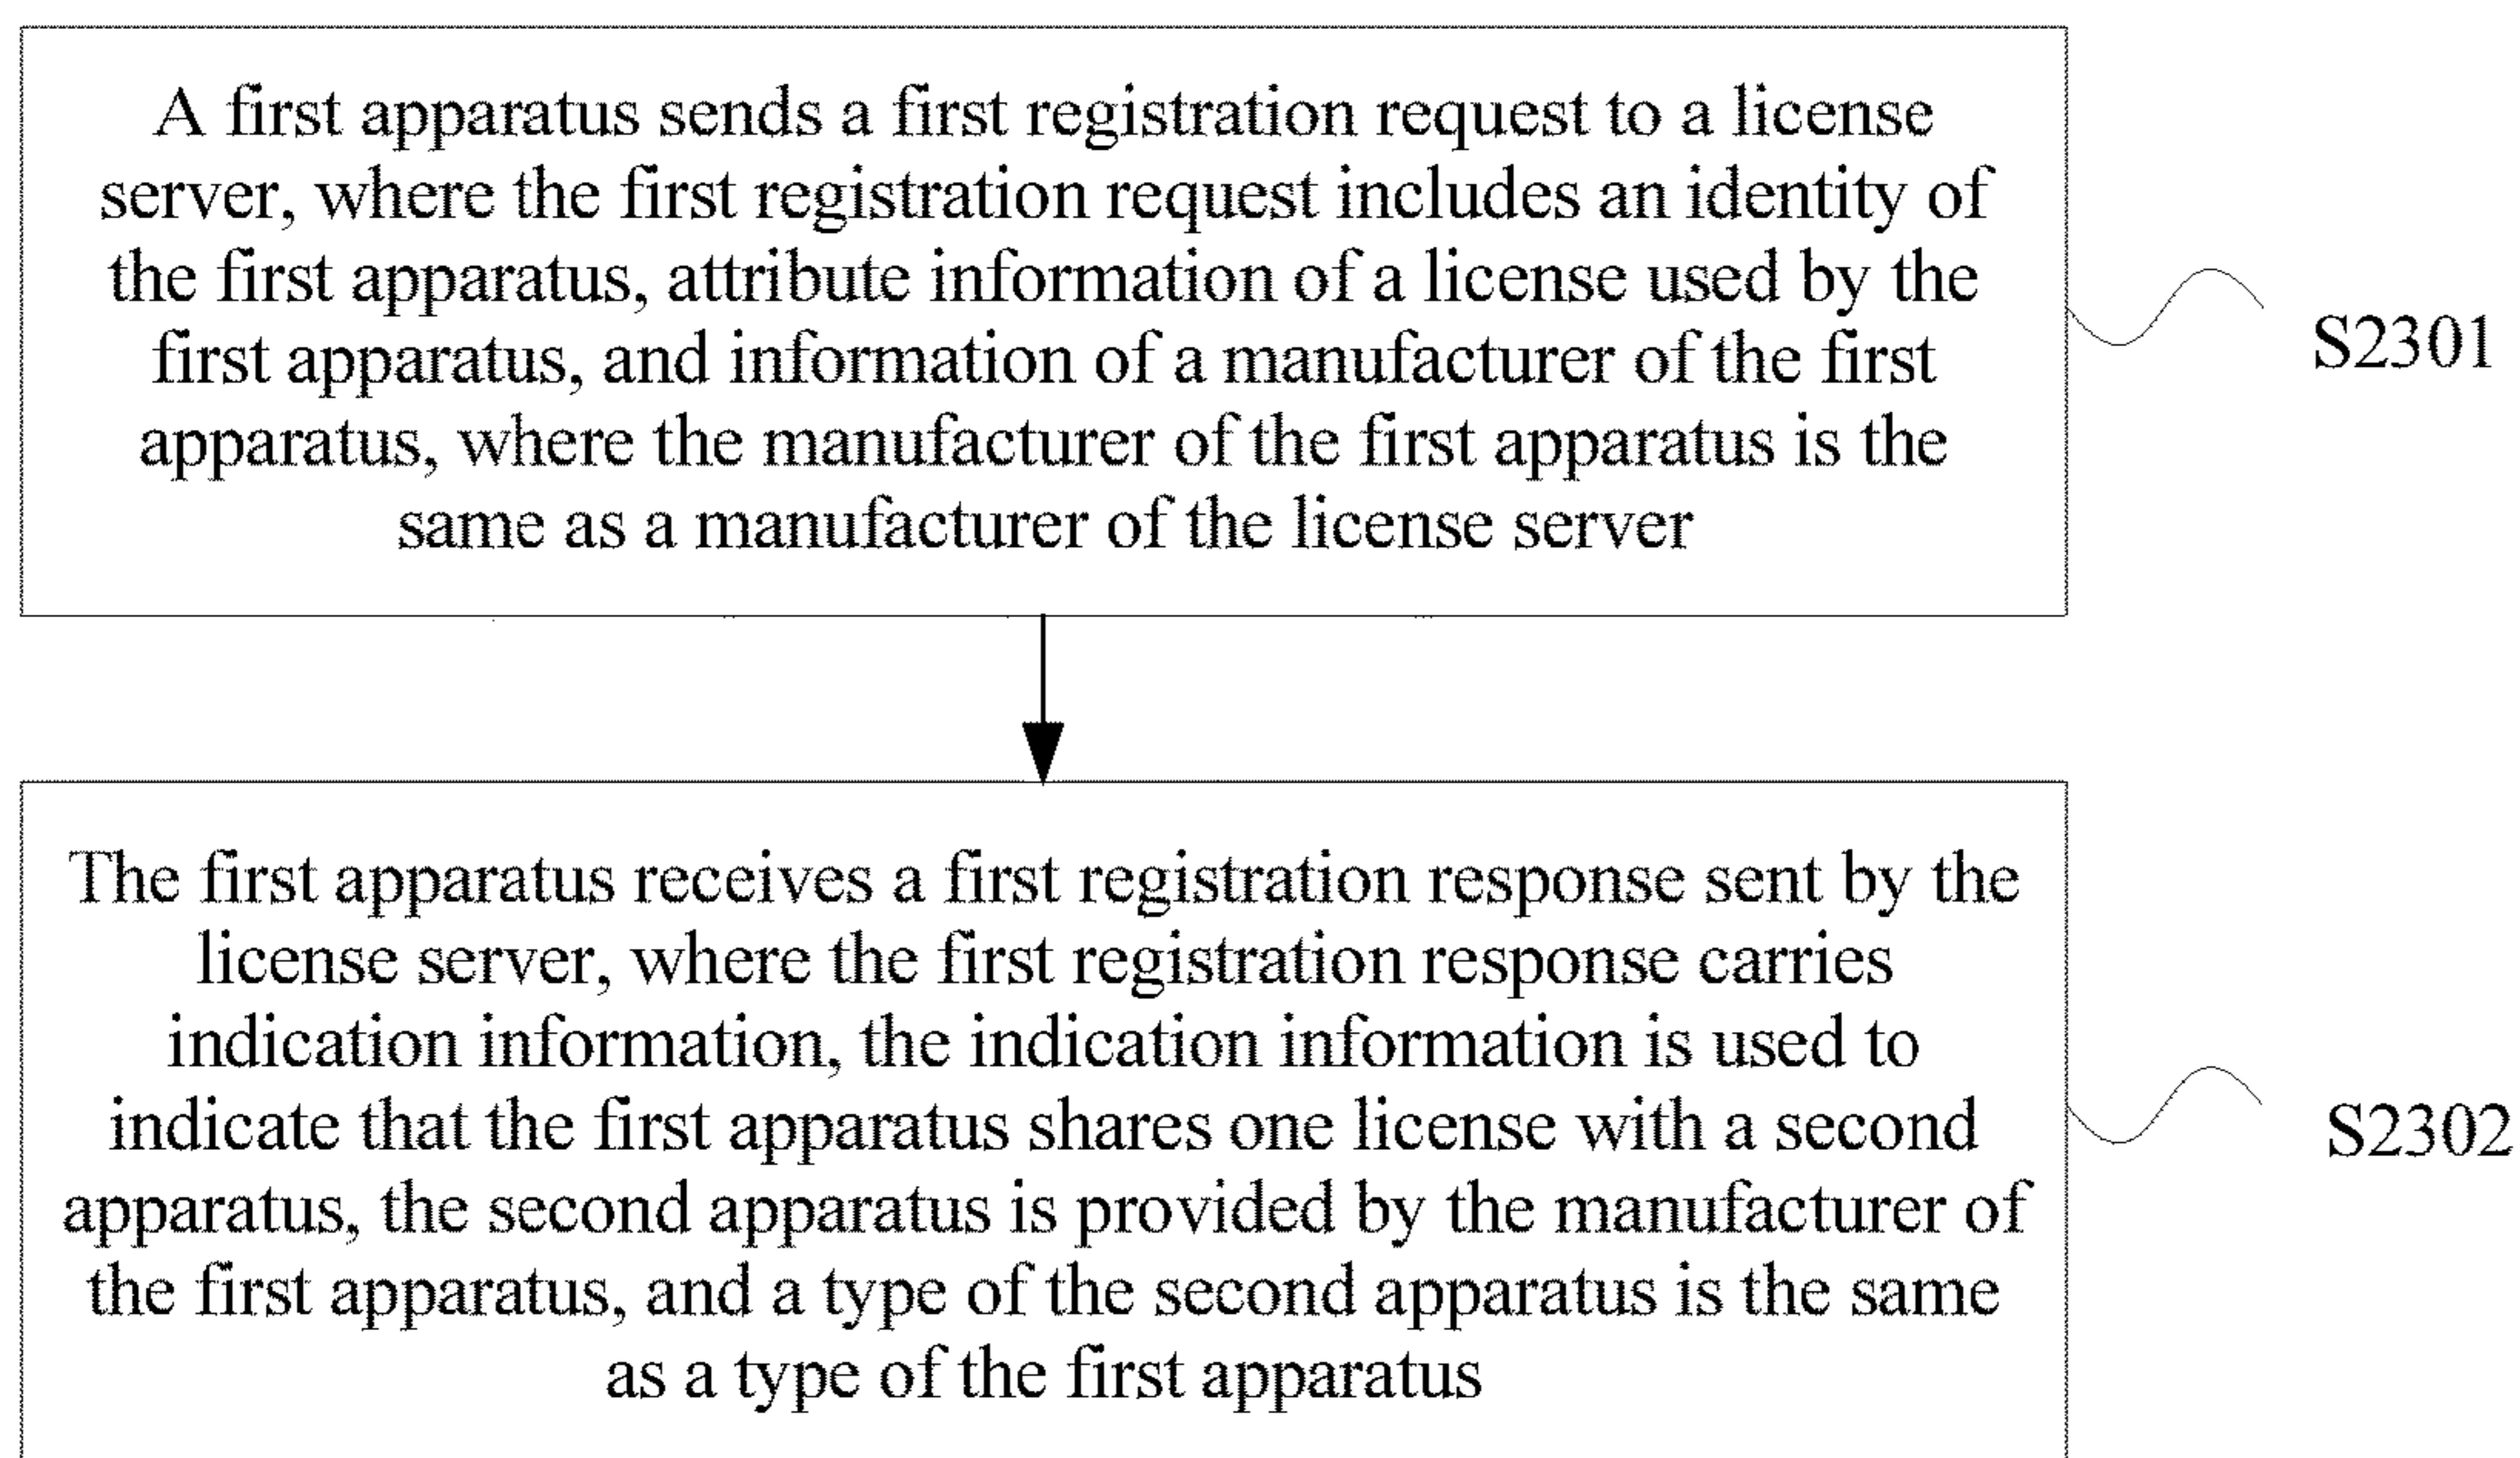 A first apparatus sends a first registration request to a license
server, where the first registration request includes an identity of
the first apparatus, attribute information of a license used by the
first apparatus, and information of a manufacturer of the first
apparatus, where the manufacturer of the first apparatus is the
same as a manufacturer of the license server
S2301
The first apparatus receives a first registration response sent by the
license server, where the first registration response carries
indication information, the indication information is used to
indicate that the first apparatus shares one license with a second
apparatus, the second apparatus is provided by the manufacturer of
the first apparatus, and a type of the second apparatus is the same
as a type of the first apparatus
S2302